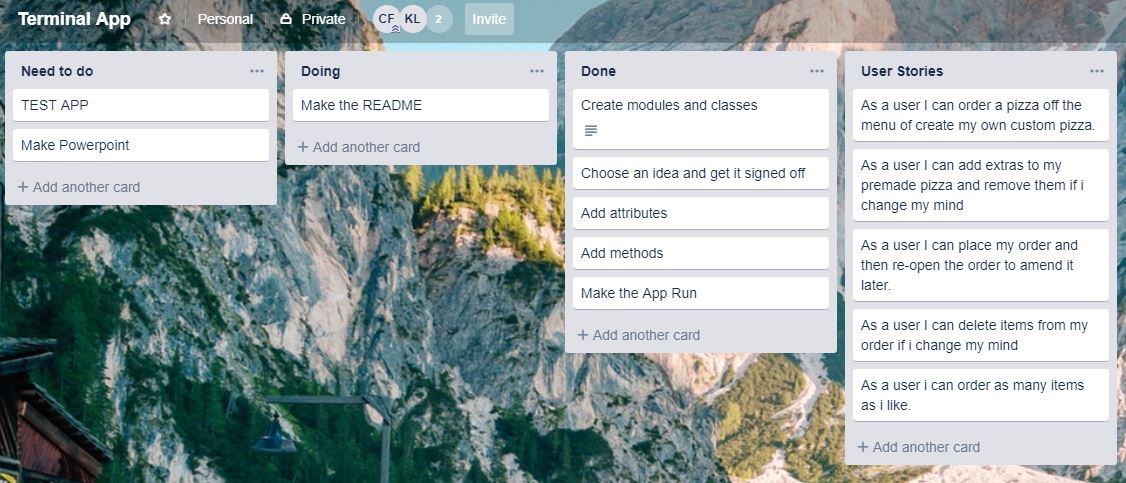 Terminal App Personal Private CF KL 2 Invite
Need to do
TEST APP
Make Powerpoint
+ Add another card
Doing
Make the README
+ Add another card
Done
Create modules and classes
Choose an idea and get it signed off
Add attributes
Add methods
Make the App Run
+ Add another card
User Stories
As a user I can order a pizza off the
menu of create my own custom pizza.
As a user I can add extras to my
premade pizza and remove them if i
change my mind
As a user I can place my order and
then re-open the order to amend it
later.
As a user I can delete items from my
order if i change my mind
As a user i can order as many items
as i like.
+ Add another card